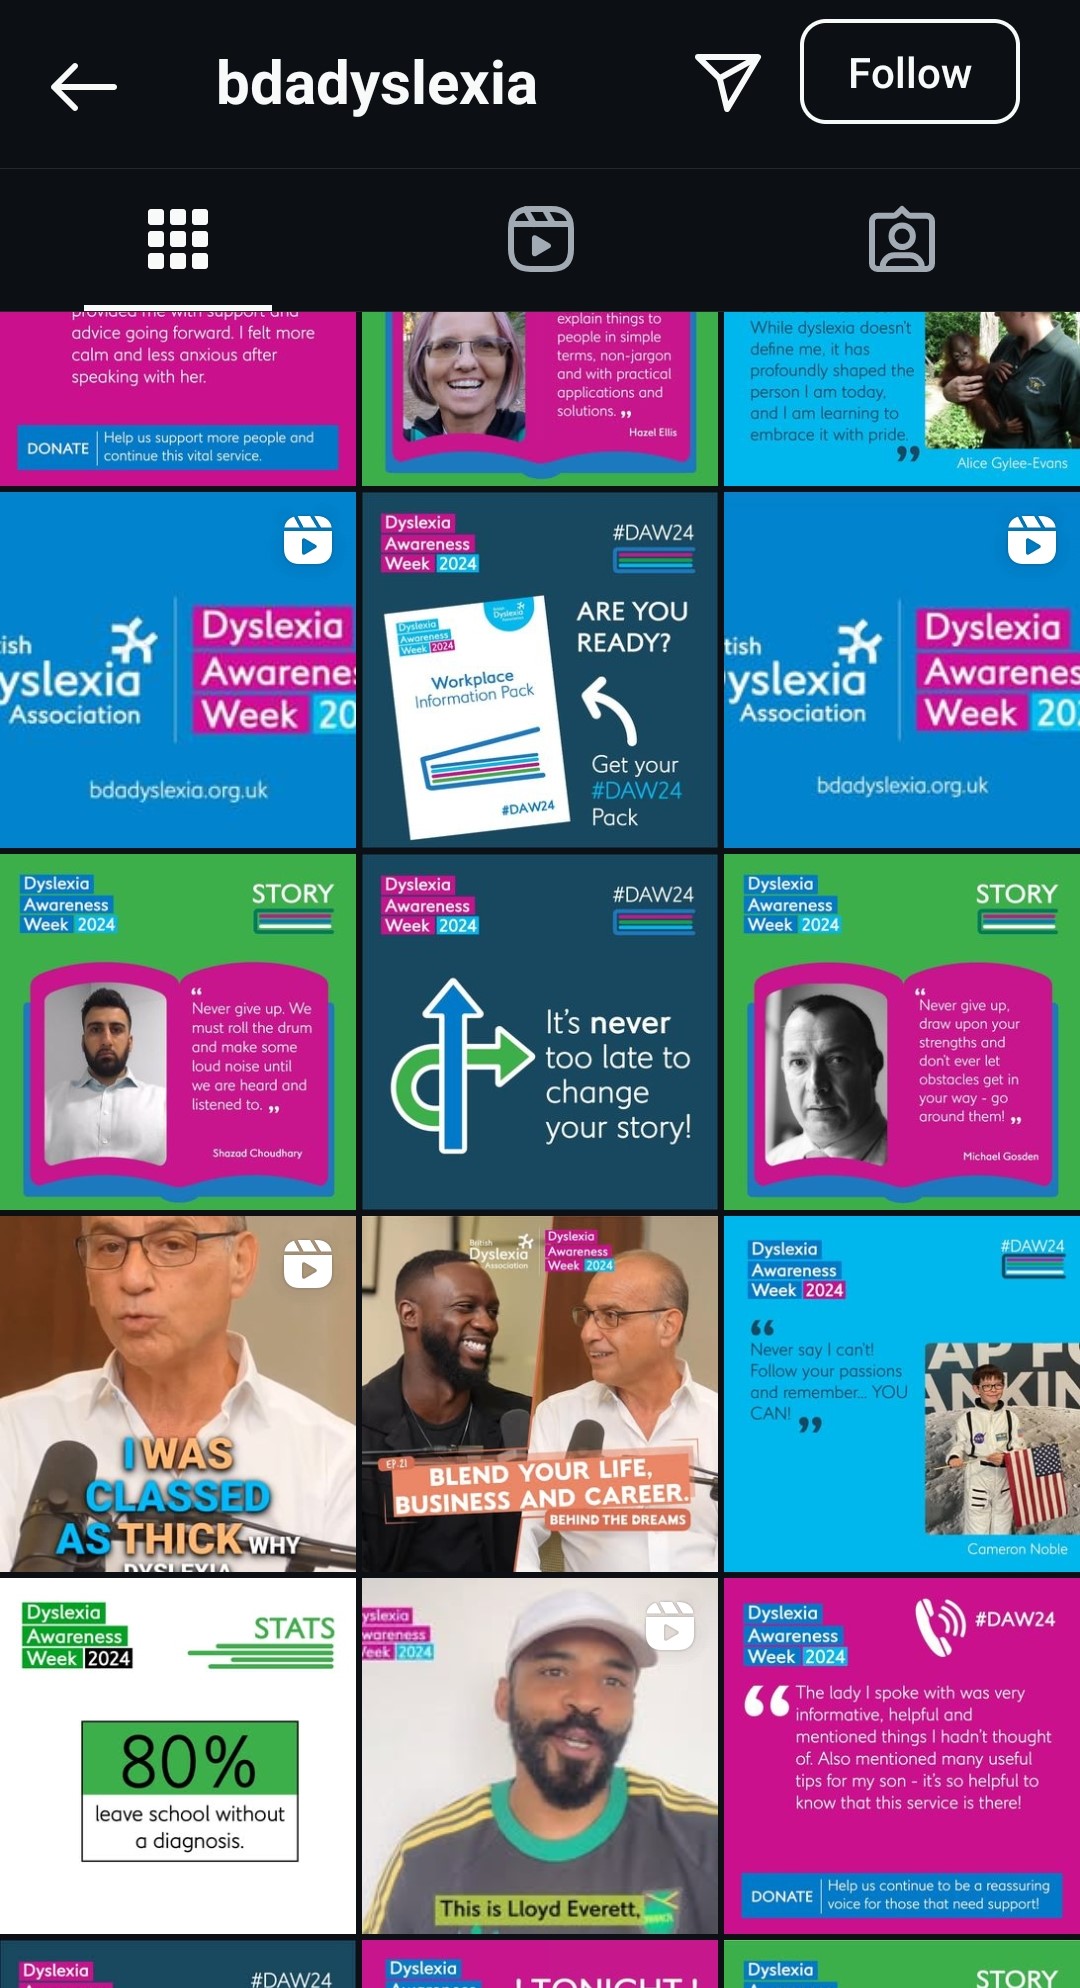 bdadyslexia
Follow
provided me with support and
advice going forward. I felt more
calm and less anxious after
speaking with her.
DONATE
Help us support more people and
continue this vital service.
explain things to
people in simple
terms, non-jargon
and with practical
applications and
solutions. ”
Hazel Ellis
While dyslexia doesn't
define me, it has
profoundly shaped the
person I am today,
and I am learning to
embrace it with pride.
”
Alice Gylee-Evans
ish
yslexia
Association
Dyslexia
Awarenes
Week 20
bdadyslexia.org.uk
Dyslexia
Awareness
Week 2024
#DAW24
Dyslexia
Awareness
Week 2024
Workplace
Information Pack
#DAW24
ARE YOU
READY?
Get your
#DAW24
Pack
tish
yslexia
Association
Dyslexia
Awarenes
Week 20
bdadyslexia.org.uk
Dyslexia
Awareness
Week 2024
STORY
“
Never give up. We
must roll the drum
and make some
loud noise until
we are heard and
listened to. ”
Shazad Choudhary
Dyslexia
Awareness
Week 2024
#DAW24
It's never
too late to
change
your story!
Dyslexia
Awareness
Week 2024
STORY
“
Never give up,
draw upon your
strengths and
don't ever let
obstacles get in
your way - go
around them! ”
Michael Gosden
I WAS
CLASSED
AS THICK WHY
DYSLEXIA
British
Dyslexia
Association
Dyslexia
Awareness
Week 2024
EP.21
BLEND YOUR LIFE,
BUSINESS AND CAREER.
BEHIND THE DREAMS
Dyslexia
Awareness
Week 2024
#DAW24
“
Never say I can't!
Follow your passions
and remember... YOU
CAN! ”
Cameron Noble
Dyslexia
Awareness
Week 2024
STATS
80%
leave school without
a diagnosis.
yslexia
wareness
eek 2024
This is Lloyd Everett,
Dyslexia
Awareness
Week 2024
#DAW24
“ The lady I spoke with was very
informative, helpful and
mentioned things I hadn't thought
of. Also mentioned many useful
tips for my son - it's so helpful to
know that this service is there!
DONATE
Help us continue to be a reassuring
voice for those that need support!
Dyslexia
#DAW24
Dyslexia
Awareness
TONIGHT
Dyslexia
STORY